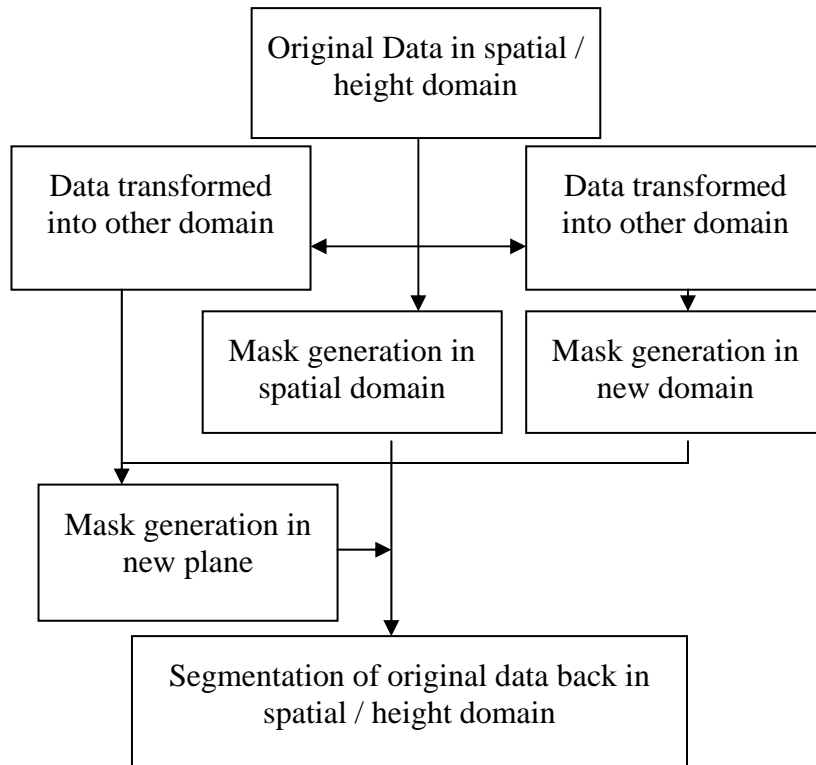 Original Data in spatial /
height domain
Data transformed
into other domain
Data transformed
into other domain
Mask generation in
spatial domain
Mask generation in
new domain
Mask generation in
new plane
Segmentation of original data back in
spatial / height domain